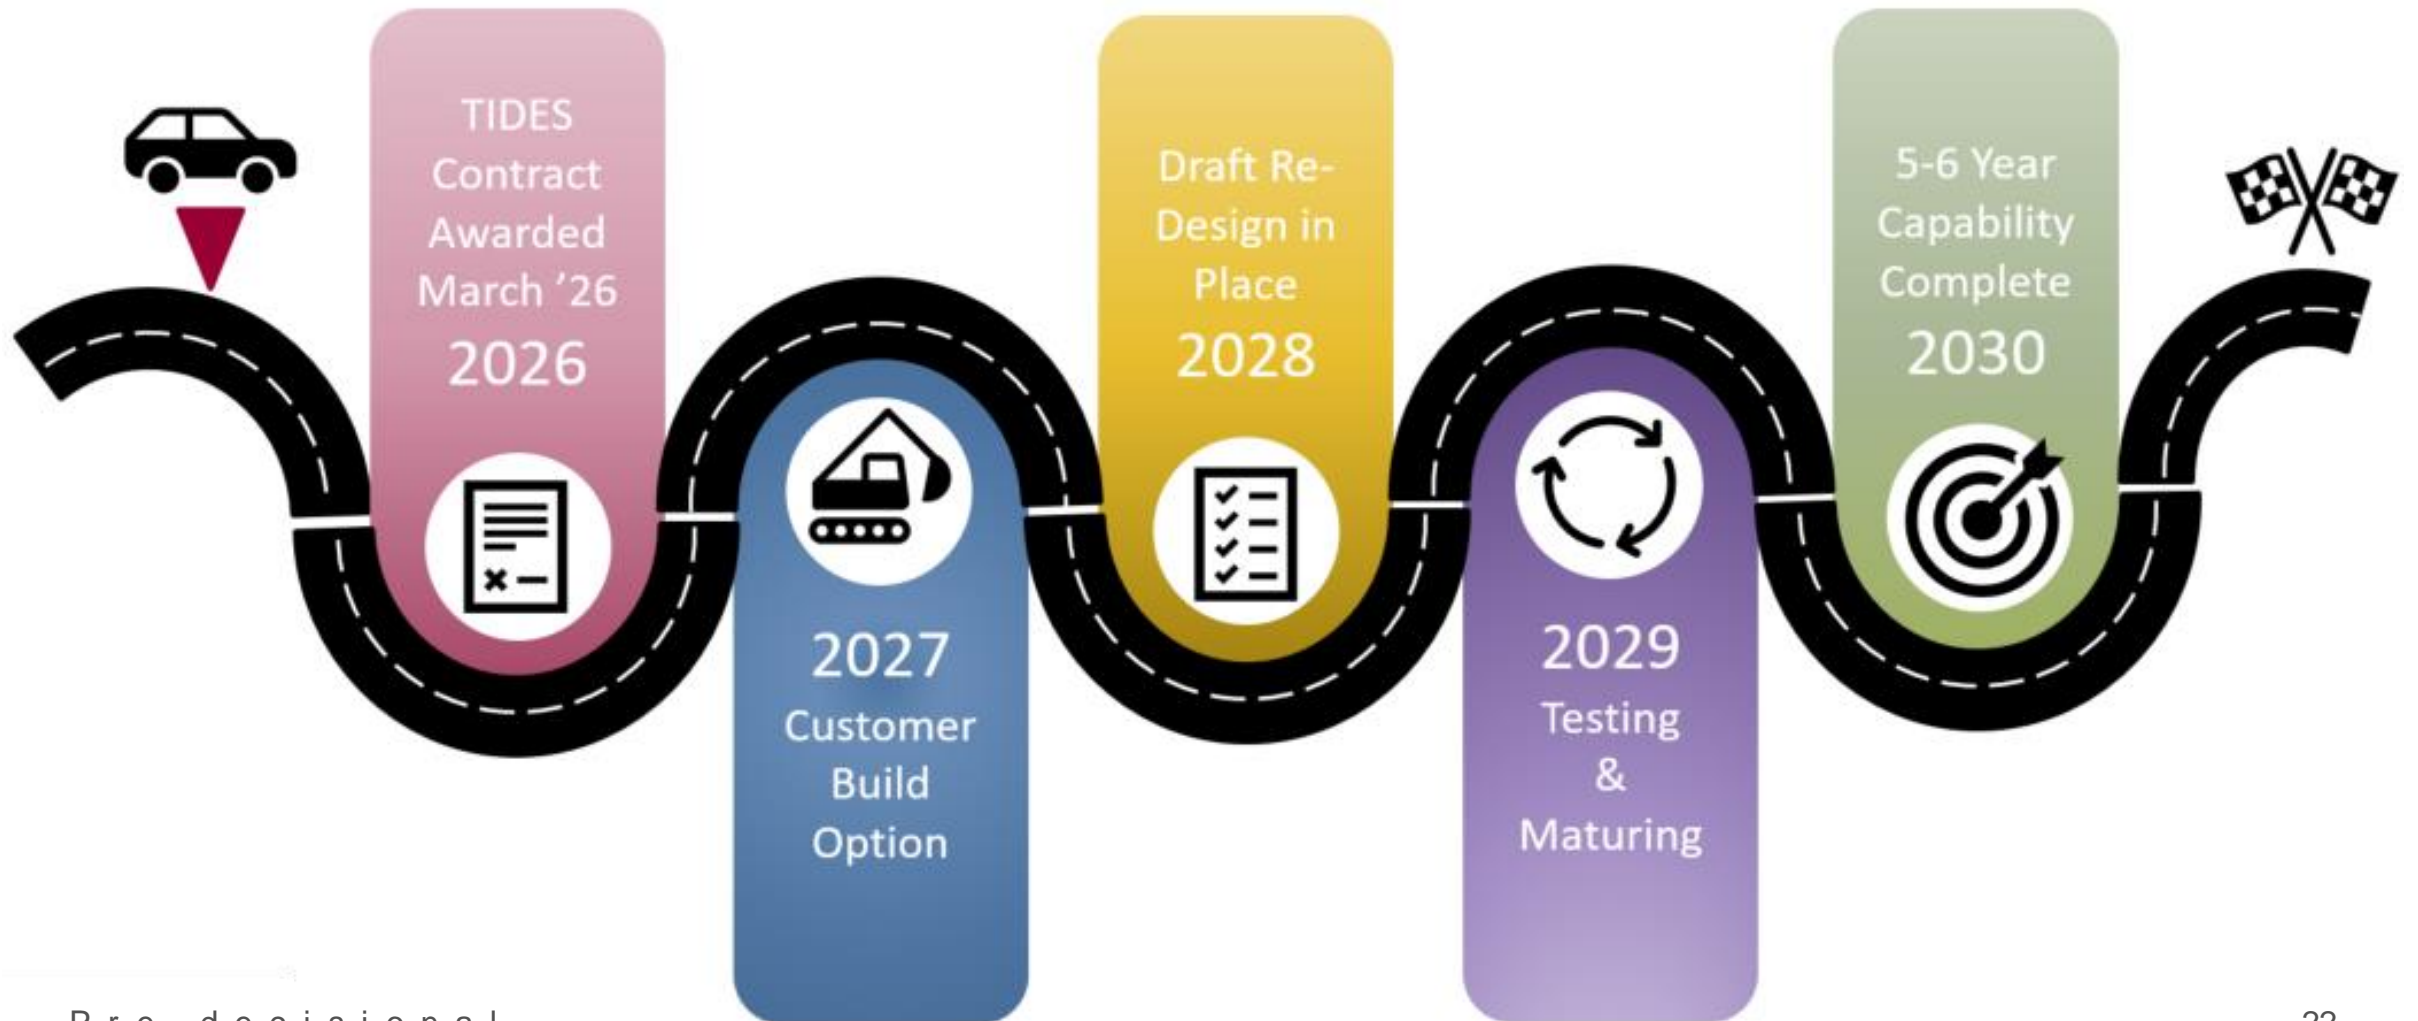 TIDES
Contract
Awarded
March ’26
2026
2027
Customer
Build
Option
Draft Re-
Design in
Place
2028
2029
Testing
&
Maturing
5-6 Year
Capability
Complete
2030